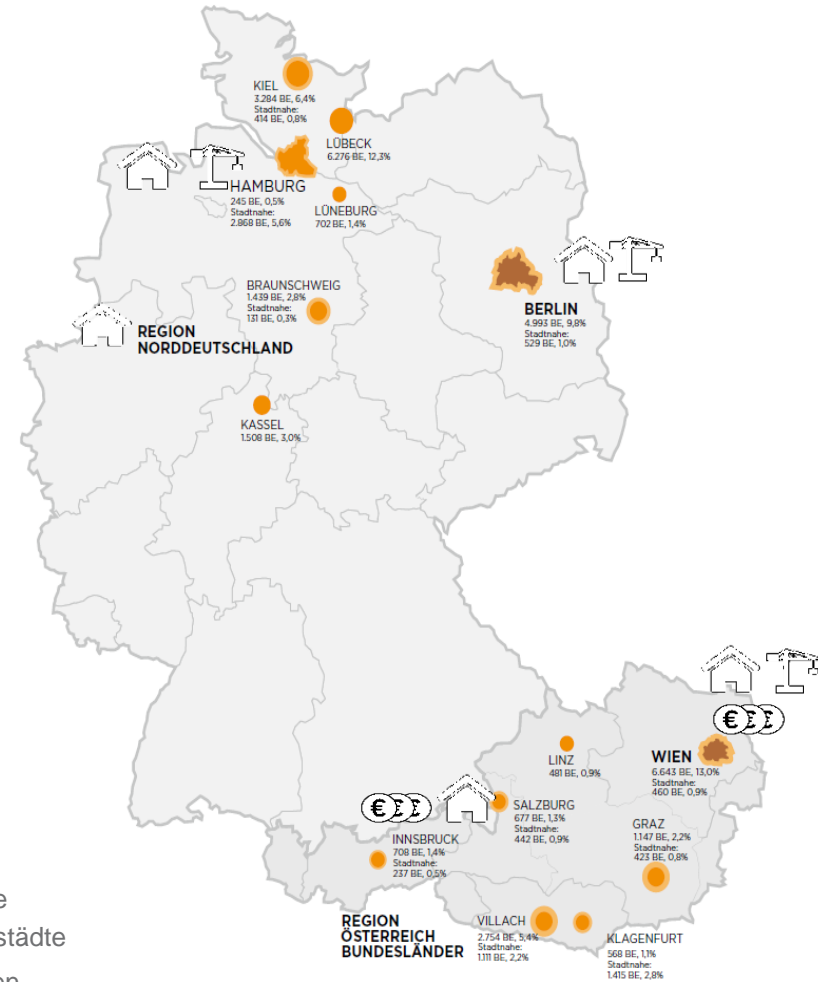 KIEL
3.284 BE, 6,4%
Stadtnahe:
414 BE, 0,8%
LÜBECK
6.276 BE, 12,3%
HAMBURG
245 BE, 0,5%
Stadtnahe:
2.868 BE, 5,6%
LÜNEBURG
702 BE, 1,4%
BRAUNSCHWEIG
1.439 BE, 2,8%
Stadtnahe:
131 BE, 0,3%
BERLIN
4.993 BE, 9,8%
Stadtnahe:
529 BE, 1,0%
REGION
NORDDEUTSCHLAND
KASSEL
1.508 BE, 3,0%
€€€
LINZ
481 BE, 0,9%
WIEN
6.643 BE, 13,0%
Stadtnahe:
460 BE, 0,9%
€€€
SALZBURG
677 BE, 1,3%
Stadtnahe:
442 BE, 0,9%
INNSBRUCK
708 BE, 1,4%
Stadtnahe:
237 BE, 0,5%
GRAZ
1.147 BE, 2,2%
Stadtnahe:
423 BE, 0,8%
REGION
ÖSTERREICH
BUNDESLÄNDER
VILLACH
2.754 BE, 5,4%
Stadtnahe:
1.111 BE, 2,2%
KLAGENFURT
568 BE, 1,1%
Stadtnahe:
1.415 BE, 2,8%
e
städte